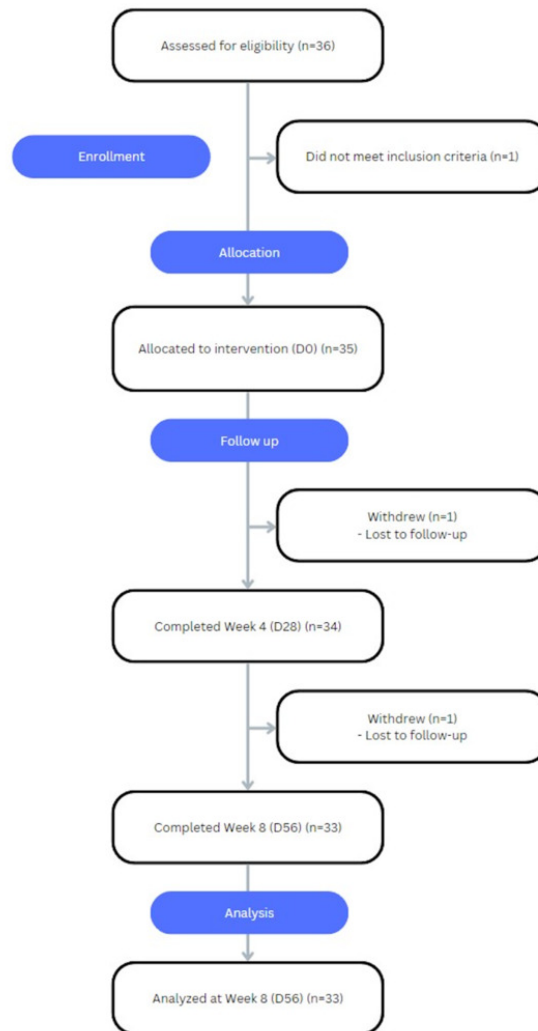 Assessed for eligibility (n=36)
Enrollment
Did not meet inclusion criteria (n=1)
Allocation
Allocated to intervention (D0) (n=35)
Follow up
Withdrew (n=1)
- Lost to follow-up
Completed Week 4 (D28) (n=34)
Withdrew (n=1)
- Lost to follow-up
Completed Week 8 (D56) (n=33)
Analysis
Analyzed at Week 8 (D56) (n=33)